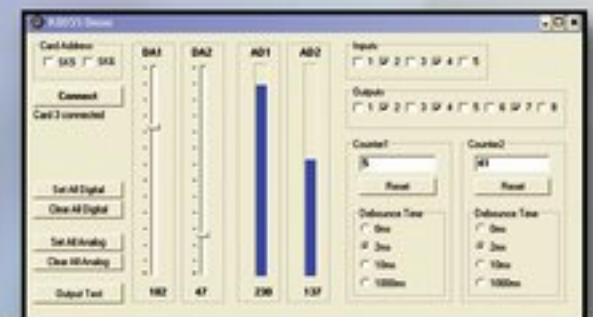 K8055 Demo
Card Address
SK5 SK6
Connect
Card 3 connected
Set All Digital
Clear All Digital
Set All Analog
Clear All Analog
Output Test
DA1 DA2 AD1 AD2
182 47 230 137
Inputs
1 2 3 4 5
Outputs
1 2 3 4 5 6 7 8
Counter1
5
Reset
Debounce Time
0ms
2ms
10ms
1000ms
Counter2
41
Reset
Debounce Time
0ms
2ms
10ms
1000ms